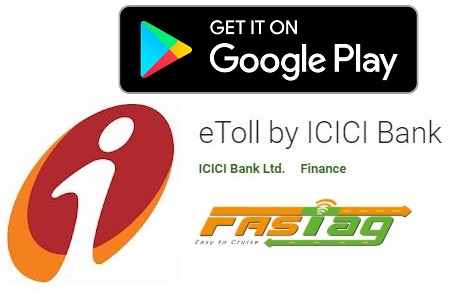 GET IT ON
Google Play
eToll by ICICI Bank
ICICI Bank Ltd. Finance
FASTag
Easy to Cruise